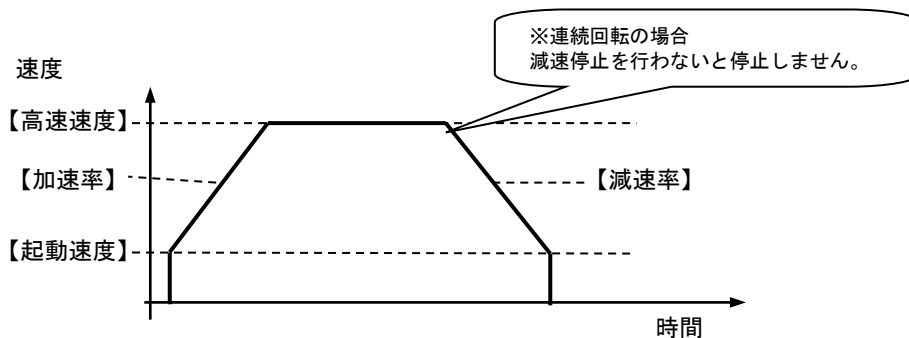 ※連続回転の場合
減速停止を行わないと停止しません。
速度
【高速速度】
【加速率】
【減速率】
【起動速度】
時間